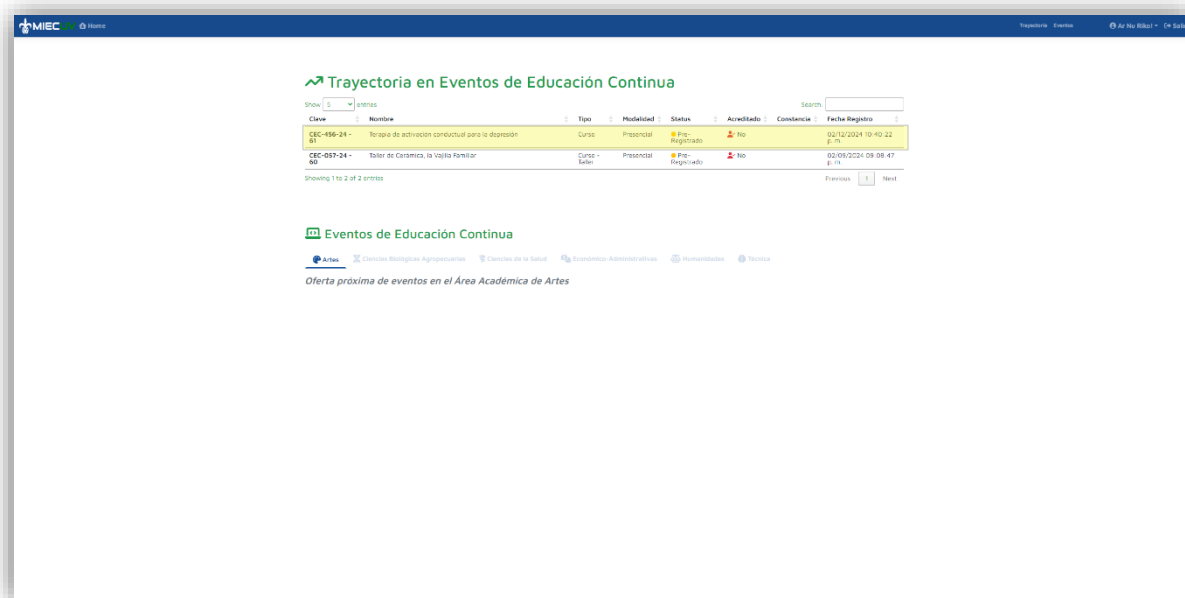 MIEC UV Home Trayectoria Eventos Ar Nu Rikol Salir
Trayectoria en Eventos de Educación Continua
Show 5 entries Search:
Clave Nombre Tipo Modalidad Status Acreditado Constancia Fecha Registro
CEC-456-24 - Terapia de activación conductual para la depresión Curso Presencial Pre- No 02/12/2024 10:40:22
61 Registrado p. m.
CEC-057-24 - Taller de Cerámica, la Vajilla Familiar Curso - Presencial Pre- No 02/09/2024 09:08:47
60 Taller Registrado p. m.
Showing 1 to 2 of 2 entries Previous 1 Next
Eventos de Educación Continua
Artes Ciencias Biológicas Agropecuarias Ciencias de la Salud Económico-Administrativas Humanidades Técnica
Oferta próxima de eventos en el Área Académica de Artes